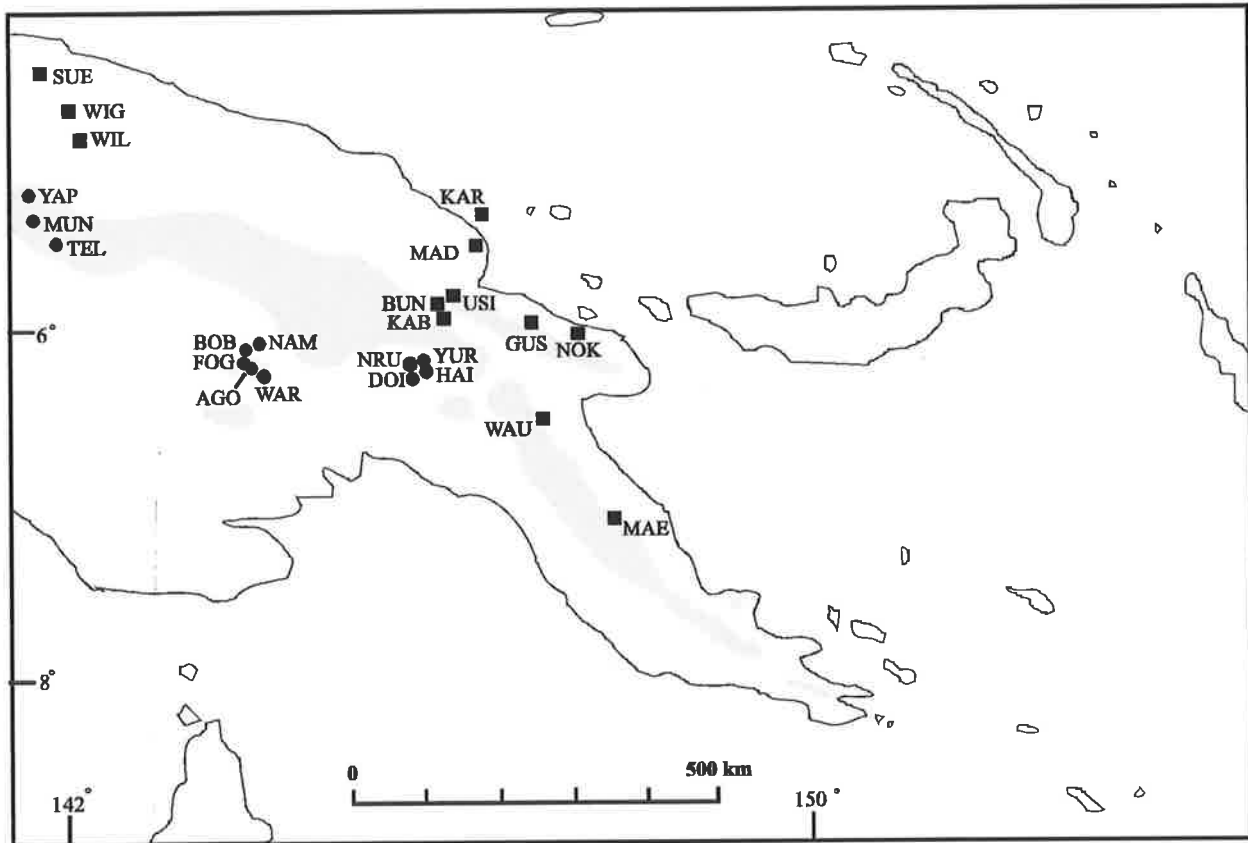 SUE
WIG
WIL
YAP
MUN
TEL
KAR
MAD
BUN
USI
KAB
GUS
NOK
6°
BOB
NAM
FOG
AGO
WAR
NRU
YUR
DOI
HAI
WAU
MAE
8°
0
500 km
142°
150°